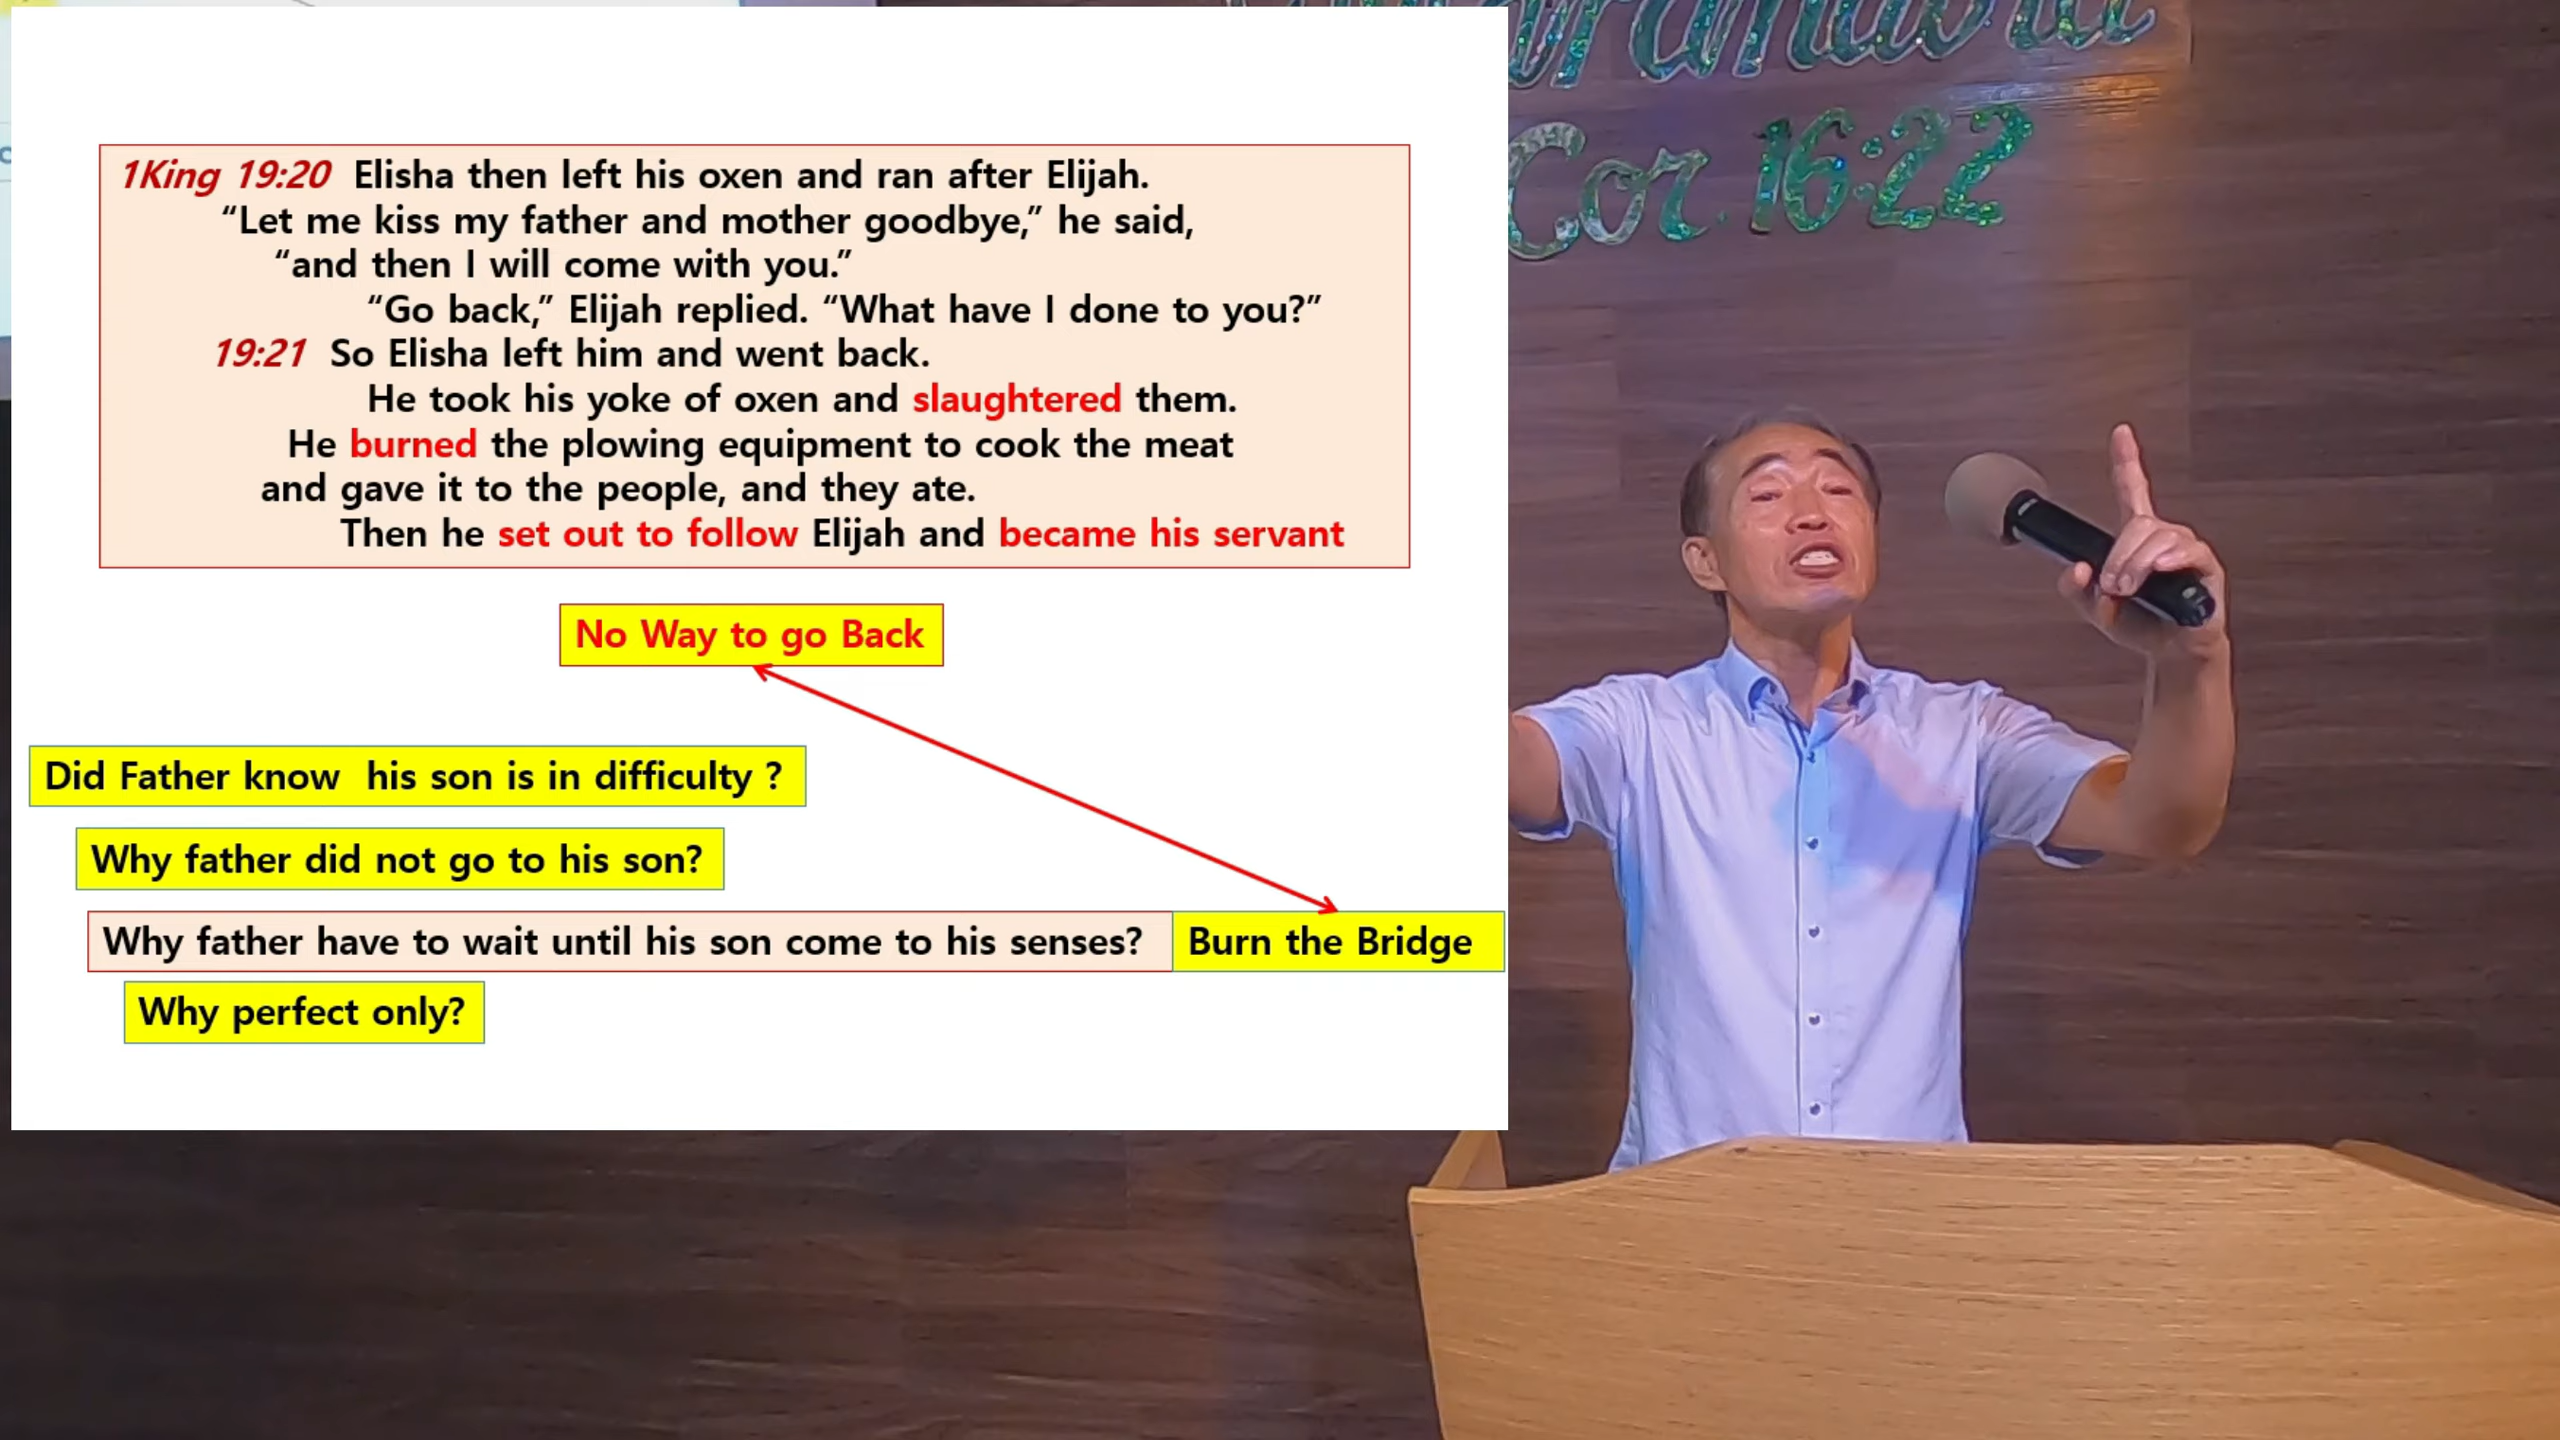 1King 19:20 Elisha then left his oxen and ran after Elijah.
“Let me kiss my father and mother goodbye,” he said,
“and then I will come with you.”
“Go back,” Elijah replied. “What have I done to you?”
19:21 So Elisha left him and went back.
He took his yoke of oxen and slaughtered them.
He burned the plowing equipment to cook the meat
and gave it to the people, and they ate.
Then he set out to follow Elijah and became his servant
No Way to go Back
Did Father know his son is in difficulty ?
Why father did not go to his son?
Why father have to wait until his son come to his senses?
Burn the Bridge
Why perfect only?
Cor. 16:22